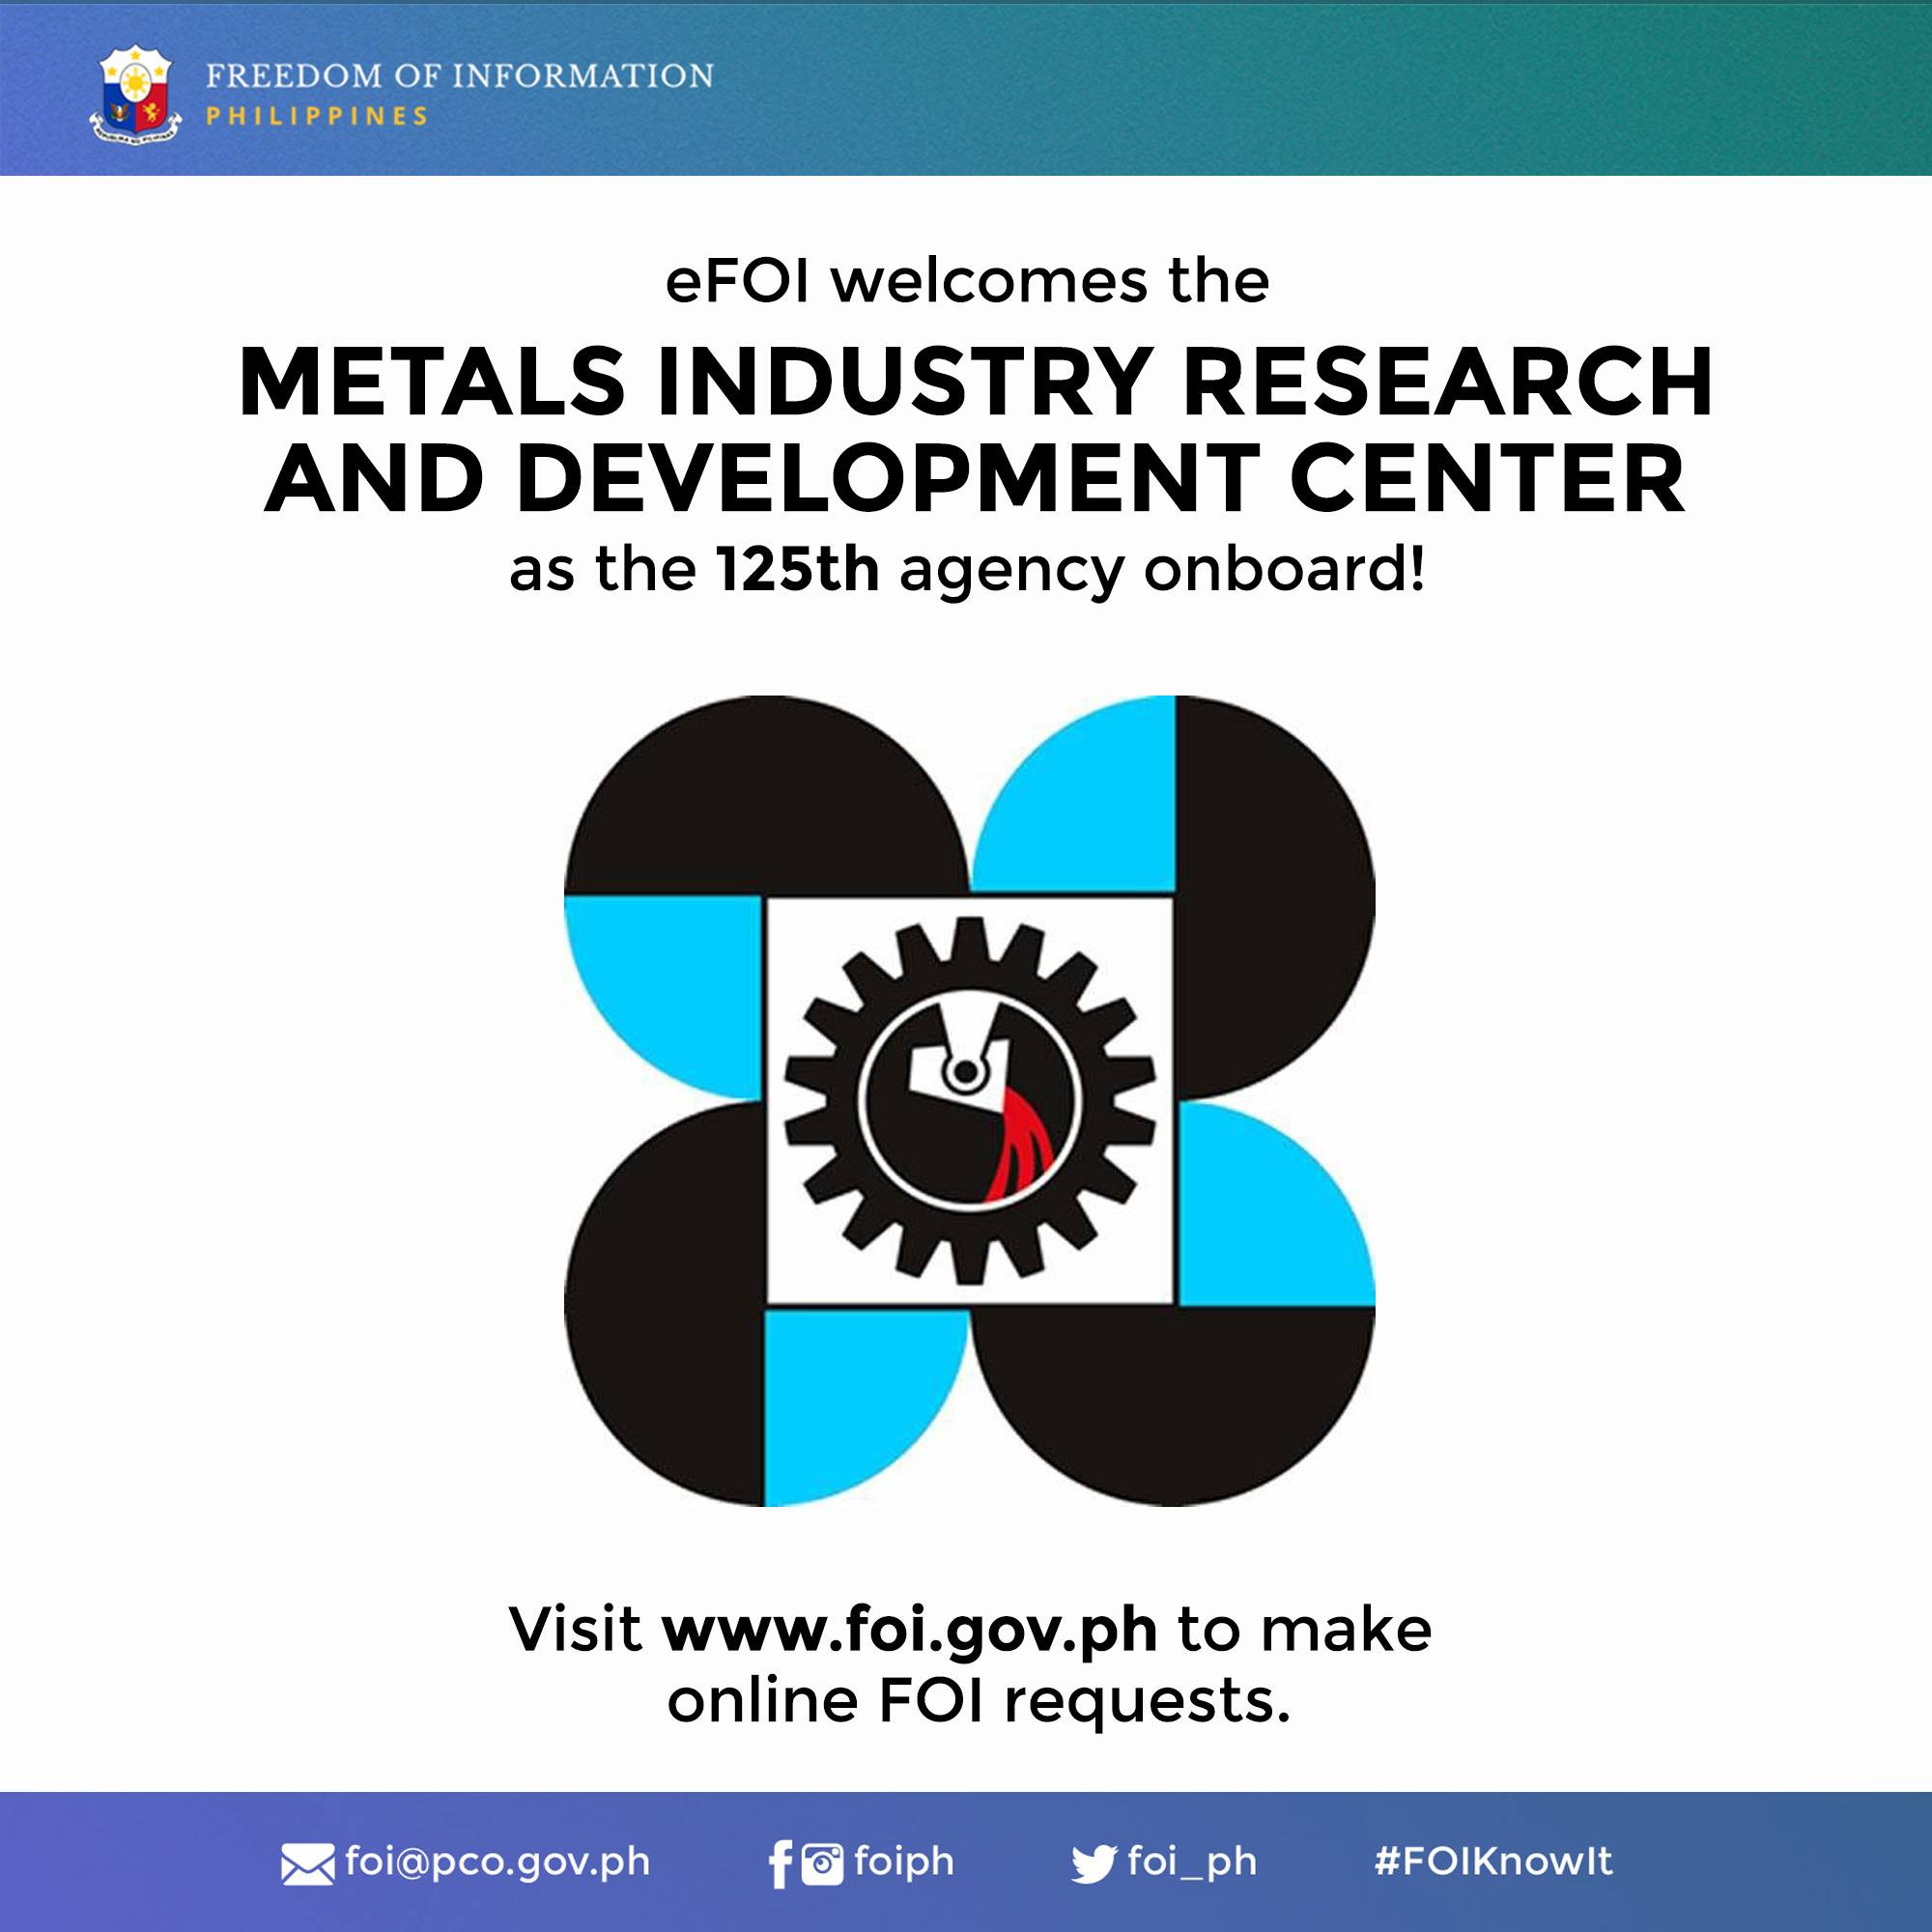 FREEDOM OF INFORMATION
PHILIPPINES
eFOI welcomes the
METALS INDUSTRY RESEARCH
AND DEVELOPMENT CENTER
as the 125th agency onboard!
Visit www.foi.gov.ph to make
online FOI requests.
foi@pco.gov.ph foiph foi_ph #FOIKnowIt